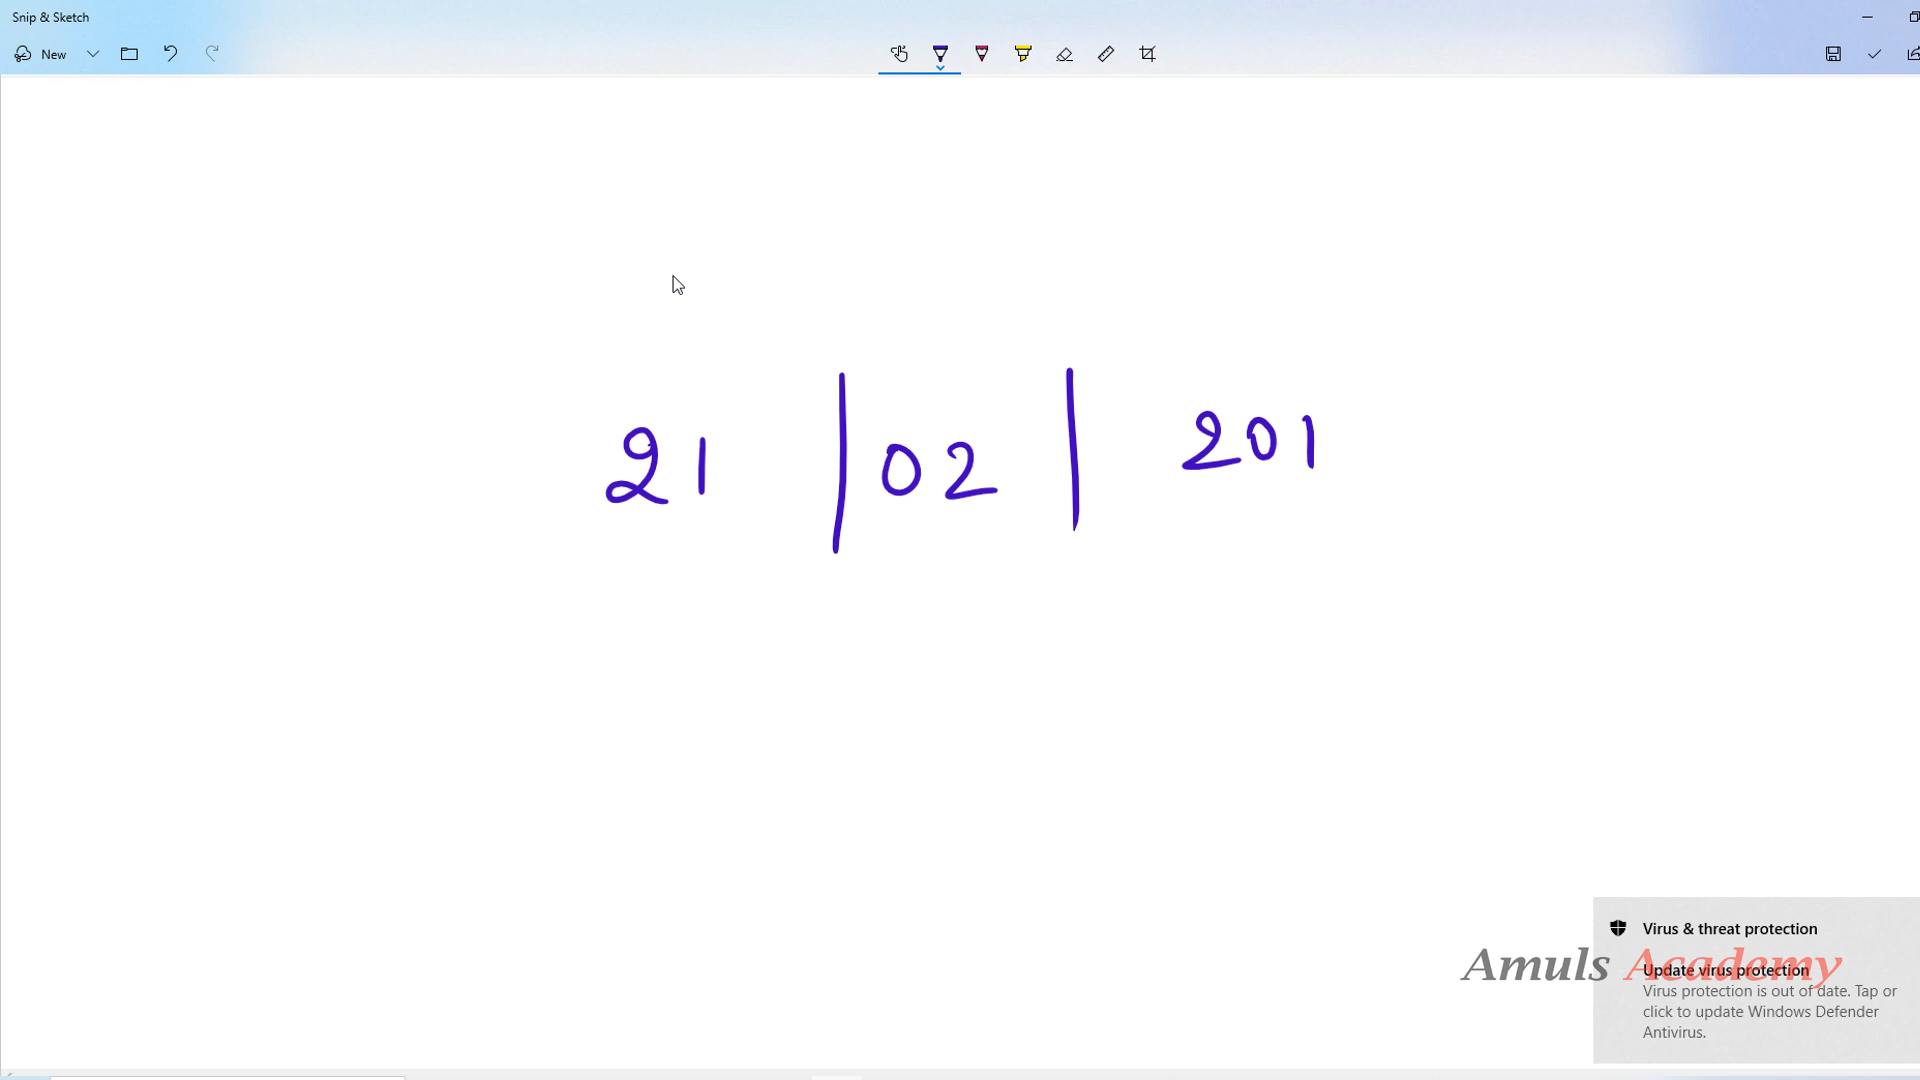 Snip & Sketch
New
21 | 02 | 201
Virus & threat protection
Amuls Academy
Update virus protection
Virus protection is out of date. Tap or
click to update Windows Defender
Antivirus.